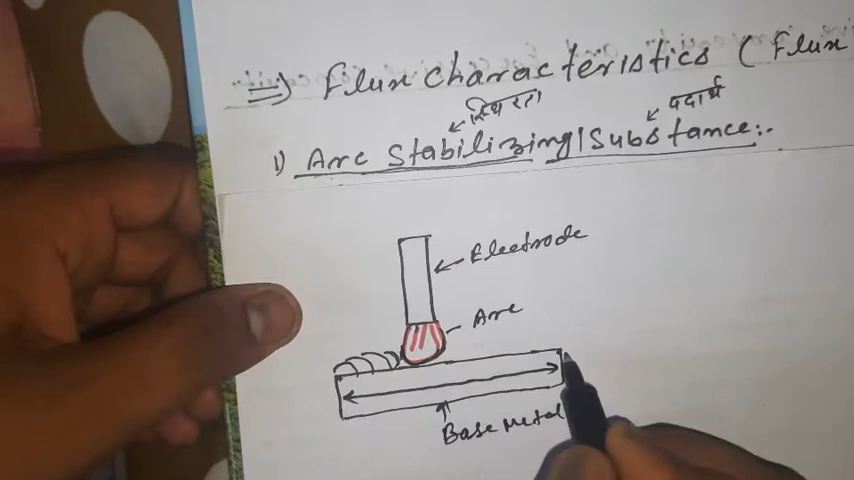 ⇒ Flux characteristics ( Flux
स्थिरता पदार्थ
1) Arc Stabilizing | Substance:.
Electrode
Arc
Base Metal